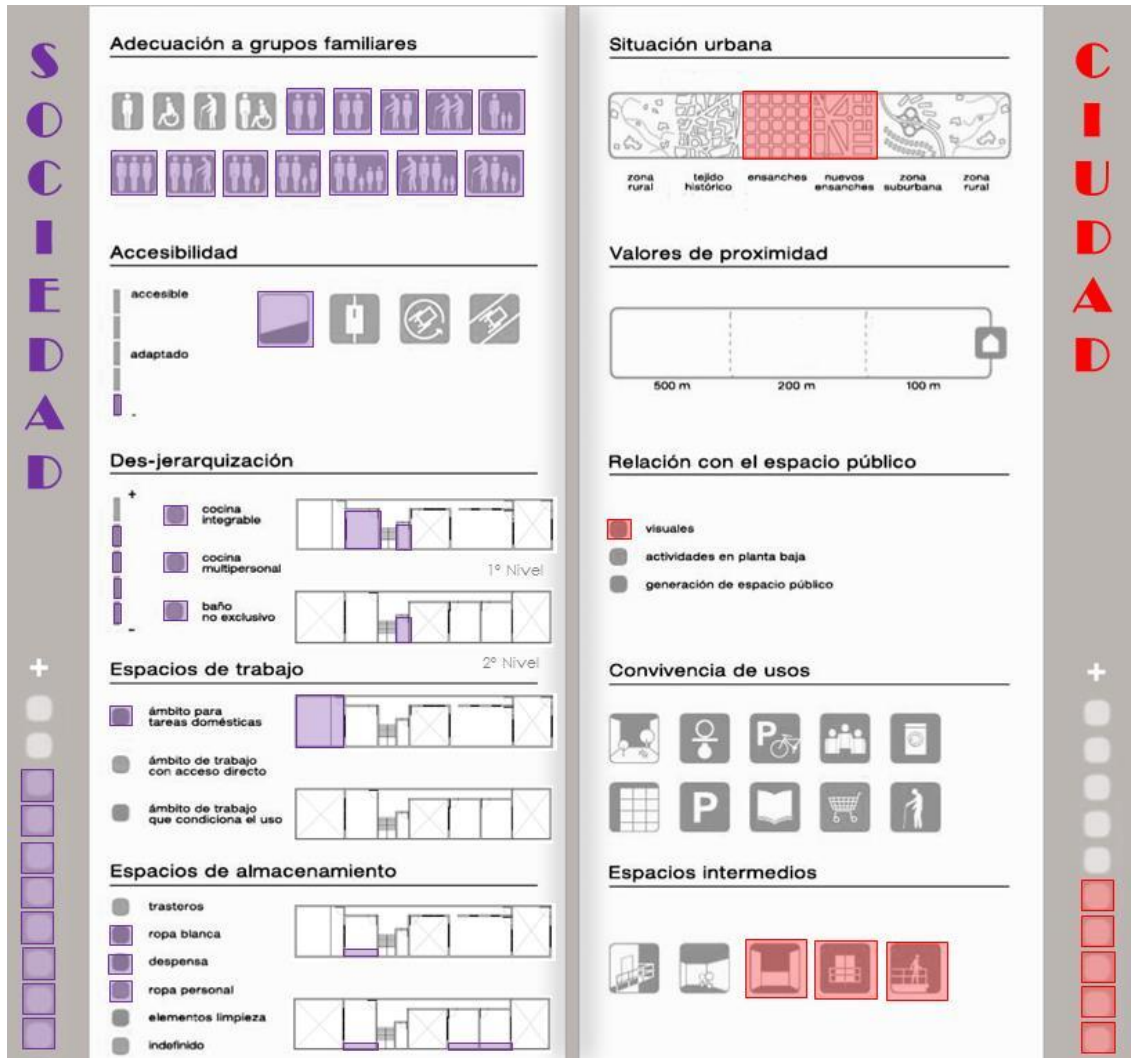 SOCIEDAD
Adecuación a grupos familiares
Accesibilidad
accesible
adaptado
-
Des-jerarquización
+
cocina
integrable
cocina
multipersonal
1º Nivel
baño
no exclusivo
-
2º Nivel
+
Espacios de trabajo
ámbito para
tareas domésticas
ámbito de trabajo
con acceso directo
ámbito de trabajo
que condiciona el uso
Espacios de almacenamiento
trasteros
ropa blanca
despensa
ropa personal
elementos limpieza
indefinido
CIUDAD
Situación urbana
zona rural
tejido histórico
ensanches
nuevos ensanches
zona suburbana
zona rural
Valores de proximidad
500 m
200 m
100 m
Relación con el espacio público
visuales
actividades en planta baja
generación de espacio público
+
Convivencia de usos
P
P
Espacios intermedios